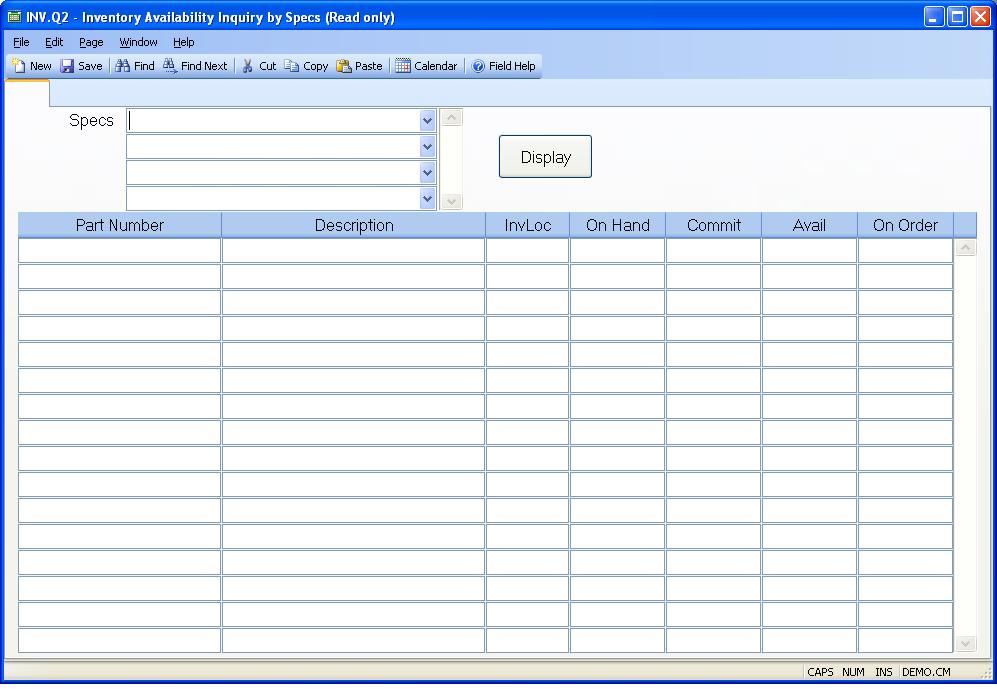 INV.Q2 - Inventory Availability Inquiry by Specs (Read only)
File Edit Page Window Help
New Save Find Find Next Cut Copy Paste Calendar Field Help
Specs
Display
Part Number Description InvLoc On Hand Commit Avail On Order
CAPS NUM INS DEMO.CM